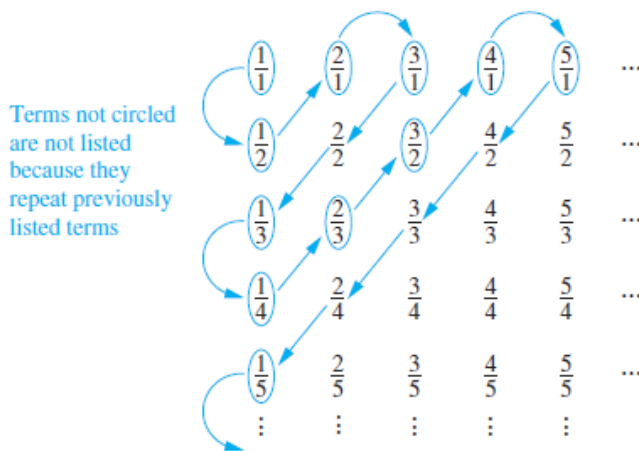 1/1 2/1 3/1 4/1 5/1 ...
Terms not circled
are not listed
because they
repeat previously
listed terms
1/2 2/2 3/2 4/2 5/2 ...
1/3 2/3 3/3 4/3 5/3 ...
1/4 2/4 3/4 4/4 5/4 ...
1/5 2/5 3/5 4/5 5/5 ...
⋮ ⋮ ⋮ ⋮ ⋮